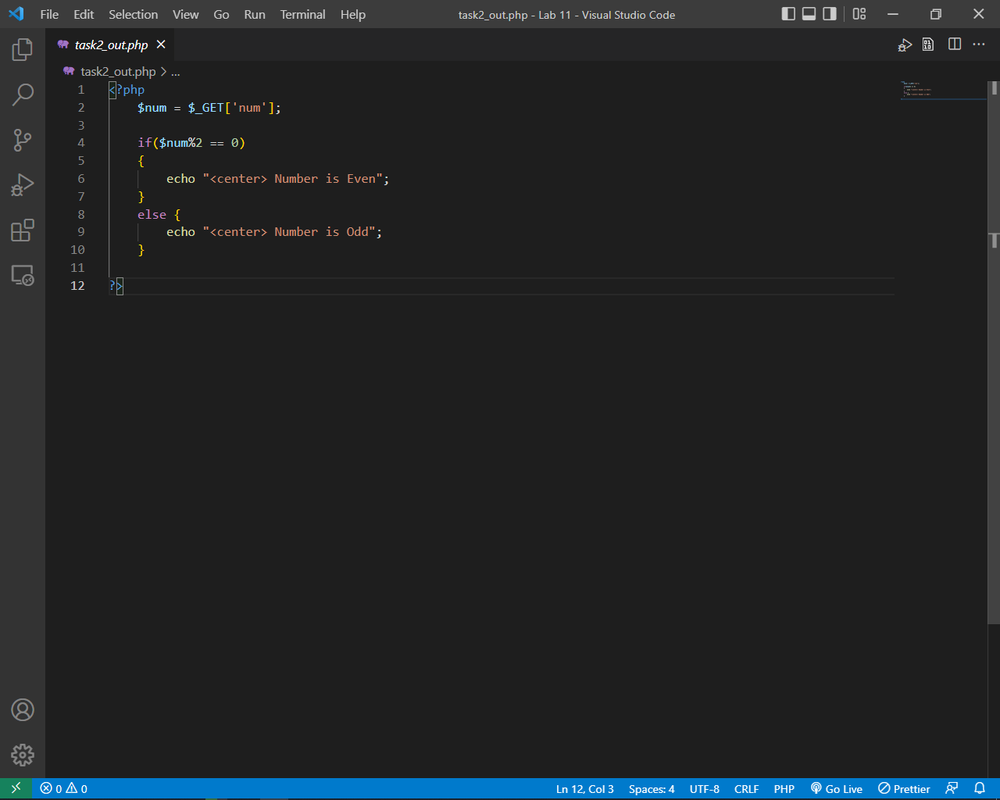 File Edit Selection View Go Run Terminal Help task2_out.php - Lab 11 - Visual Studio Code
task2_out.php
task2_out.php > ...
1 <?php
2     $num = $_GET['num'];
3
4     if($num%2 == 0)
5     {
6         echo "<center> Number is Even";
7     }
8     else {
9         echo "<center> Number is Odd";
10     }
11
12 ?>
0 0 Ln 12, Col 3 Spaces: 4 UTF-8 CRLF PHP Go Live Prettier